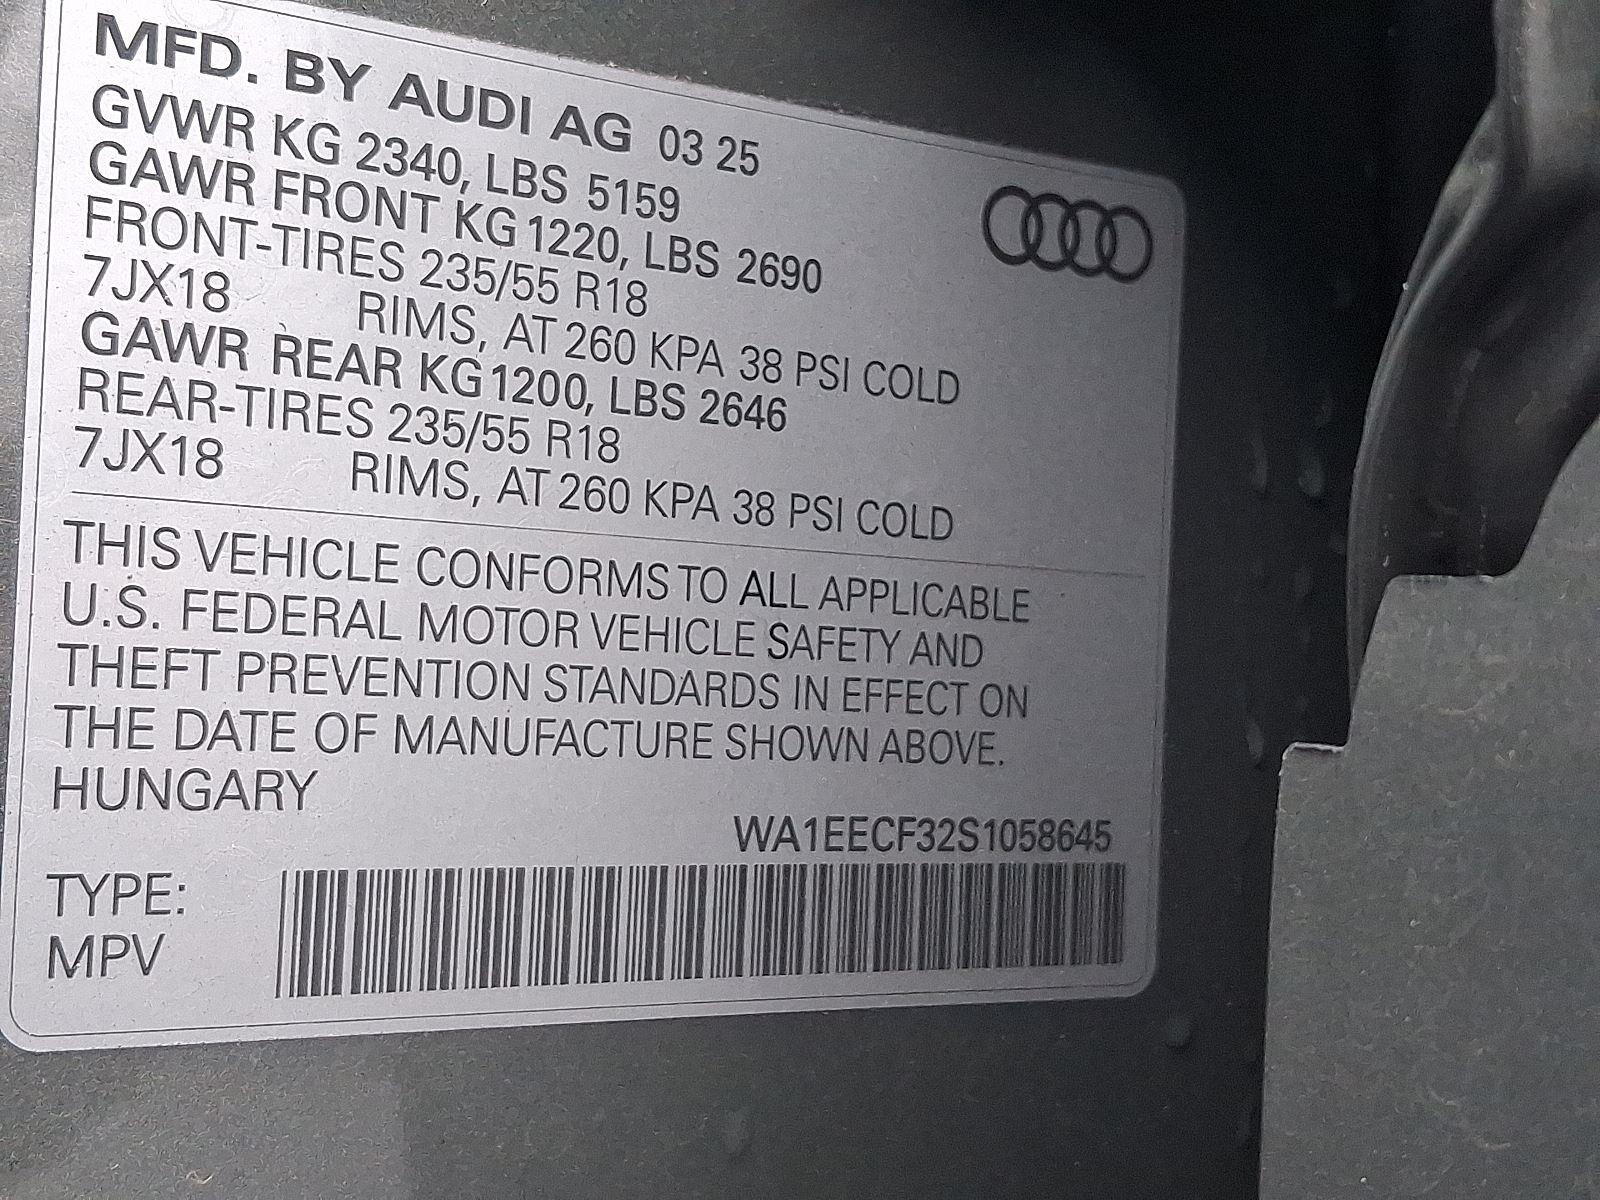 MFD. BY AUDI AG 03 25
GVWR KG 2340, LBS 5159
GAWR FRONT KG 1220, LBS 2690
FRONT-TIRES 235/55 R18
7JX18 RIMS, AT 260 KPA 38 PSI COLD
GAWR REAR KG 1200, LBS 2646
REAR-TIRES 235/55 R18
7JX18 RIMS, AT 260 KPA 38 PSI COLD
THIS VEHICLE CONFORMS TO ALL APPLICABLE
U.S. FEDERAL MOTOR VEHICLE SAFETY AND
THEFT PREVENTION STANDARDS IN EFFECT ON
THE DATE OF MANUFACTURE SHOWN ABOVE.
HUNGARY
WA1EECF32S1058645
TYPE:
MPV